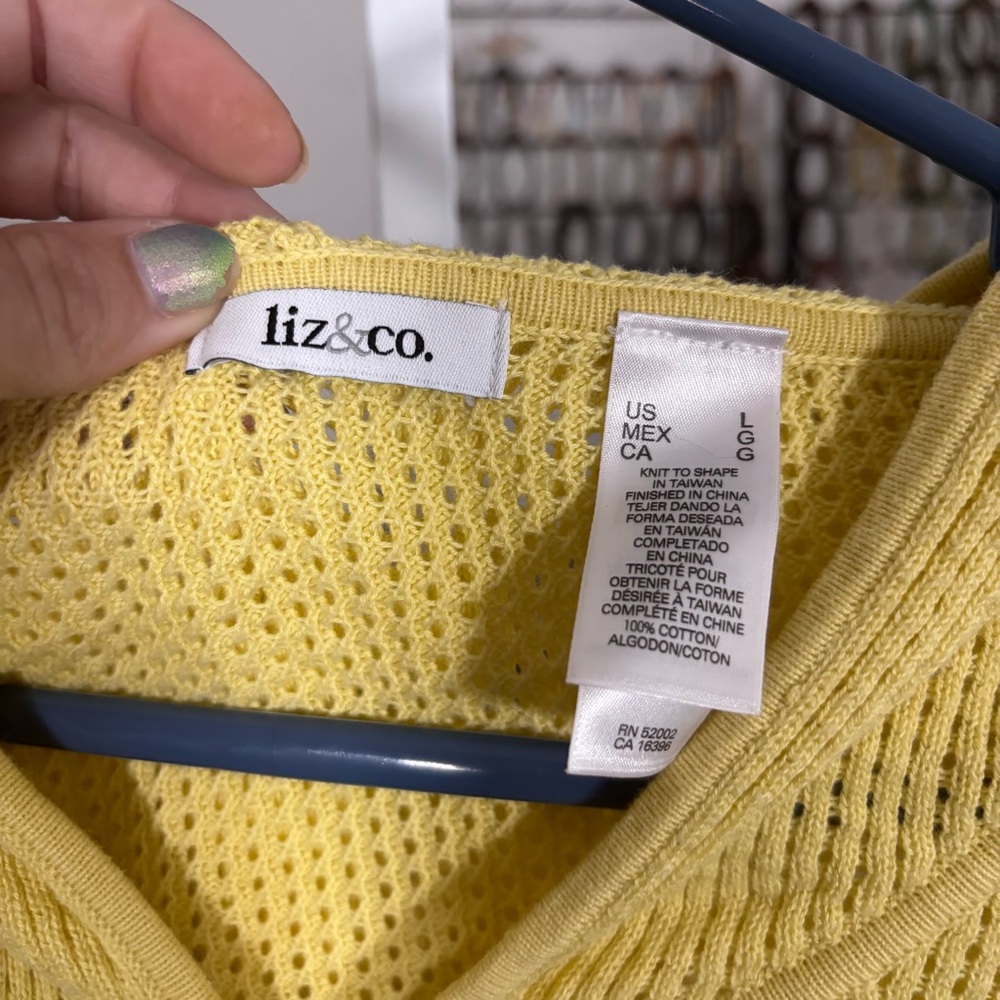 liz&co.
US L
MEX G
CA G
KNIT TO SHAPE
IN TAIWAN
FINISHED IN CHINA
TEJER DANDO LA
FORMA DESEADA
EN TAIWÁN
COMPLETADO
EN CHINA
TRICOTÉ POUR
OBTENIR LA FORME
DÉSIRÉE À TAIWAN
COMPLÉTÉ EN CHINE
100% COTTON/
ALGODON/COTON
RN 52002
CA 16396